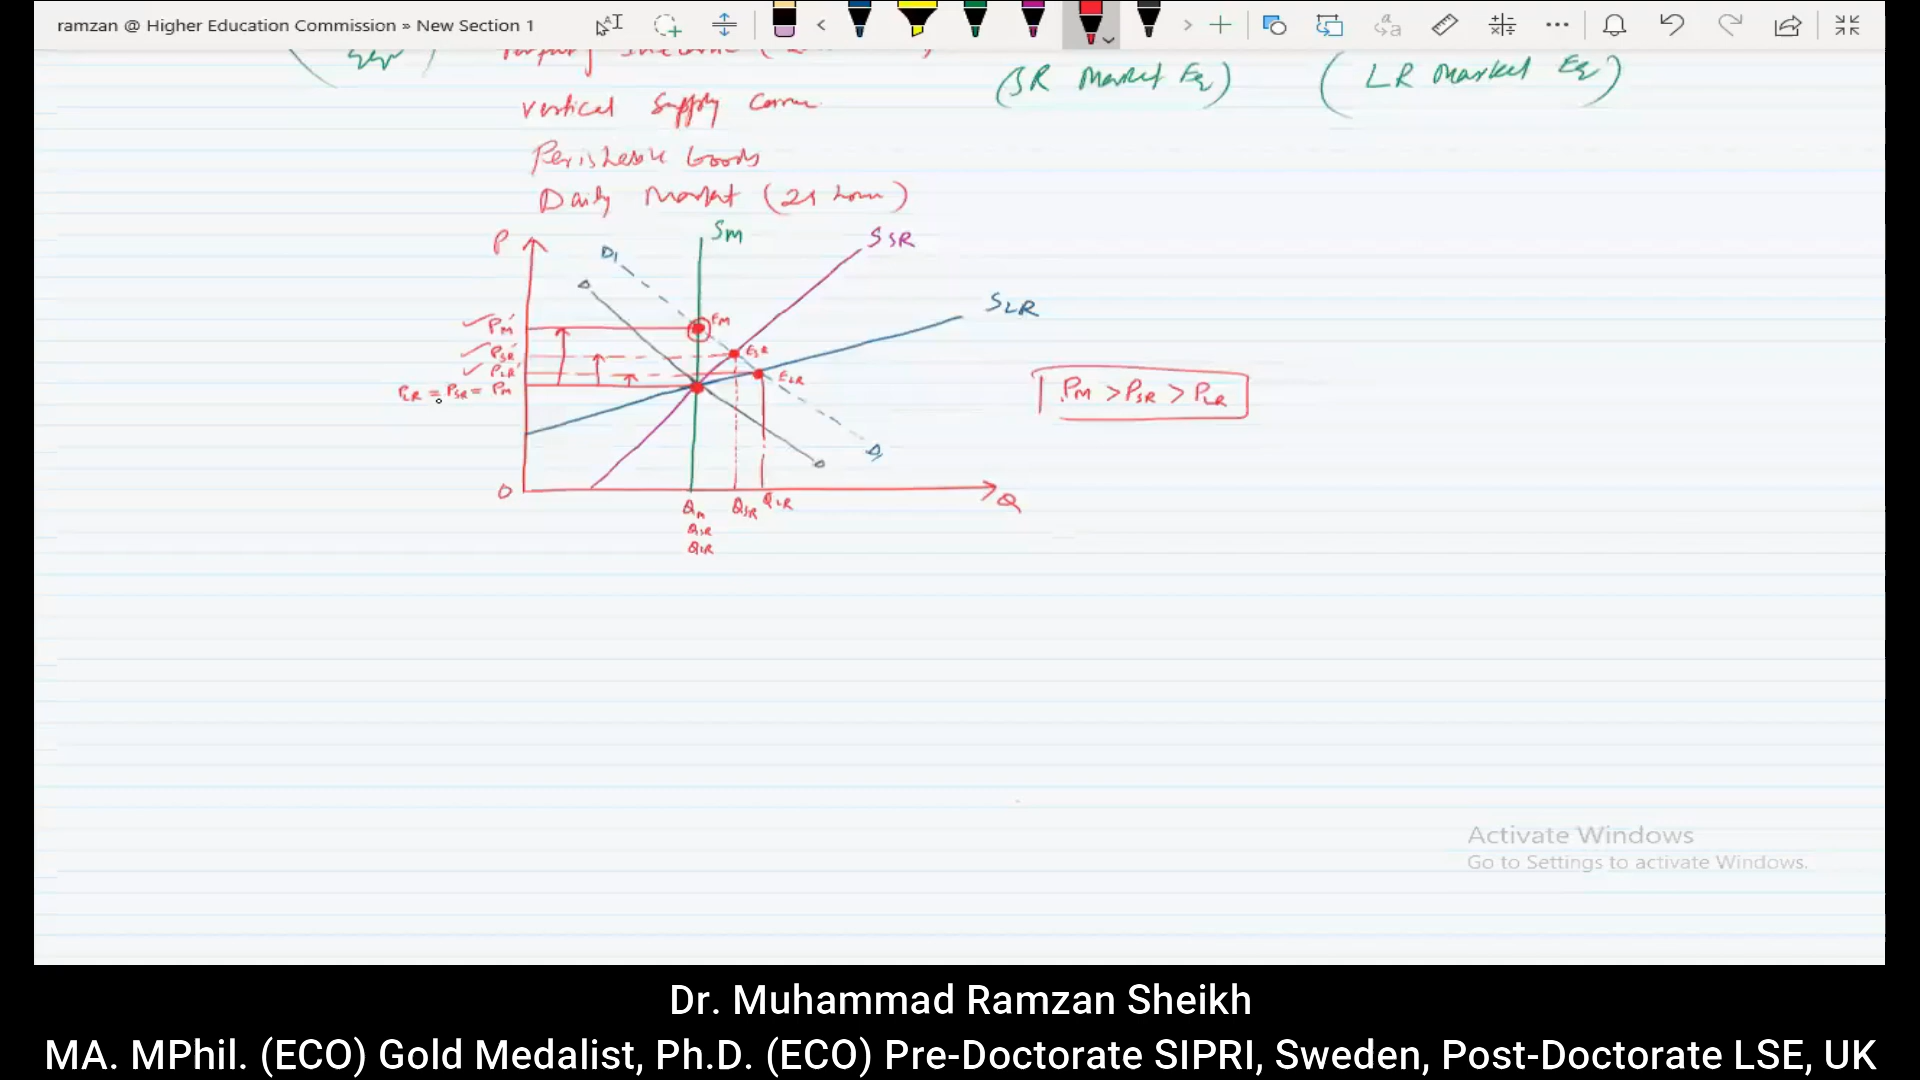 ramzan @ Higher Education Commission » New Section 1
(SR Market Eq)
(LR Market Eq)
vertical supply
Perishable Goods
Daily Market (24 hour)
P
SM
SSR
D1
D
SLR
PM'
EM
PSR'
ESR
PLR'
ELR
PLR = PSR = PM
PM > PSR > PLR
D1
D
O
Q
QM
QSR
QLR
QSR
QLR
Activate Windows
Go to Settings to activate Windows.
Dr. Muhammad Ramzan Sheikh
MA. MPhil. (ECO) Gold Medalist, Ph.D. (ECO) Pre-Doctorate SIPRI, Sweden, Post-Doctorate LSE, UK